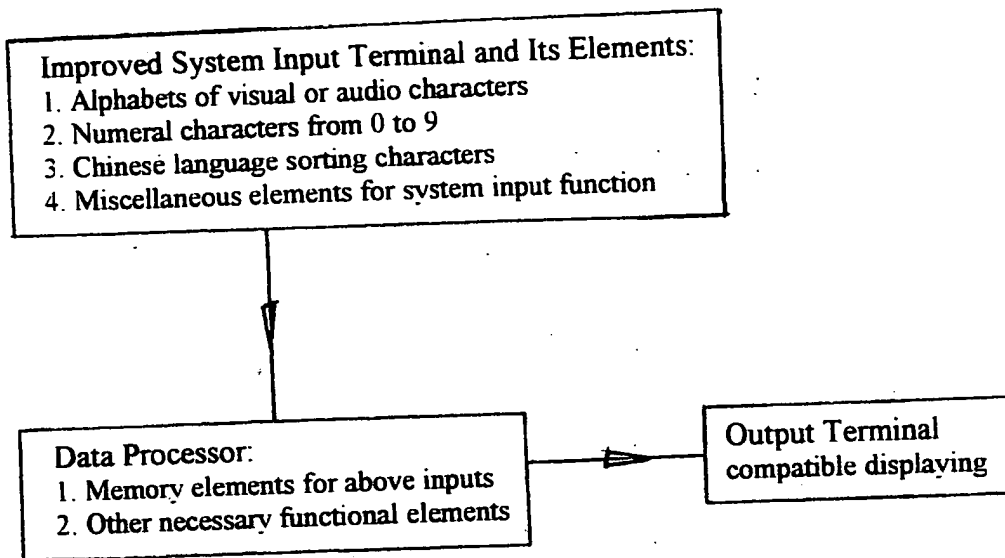 Improved System Input Terminal and Its Elements:
1. Alphabets of visual or audio characters
2. Numeral characters from 0 to 9
3. Chinese language sorting characters
4. Miscellaneous elements for system input function
Data Processor:
1. Memory elements for above inputs
2. Other necessary functional elements
Output Terminal
compatible displaying